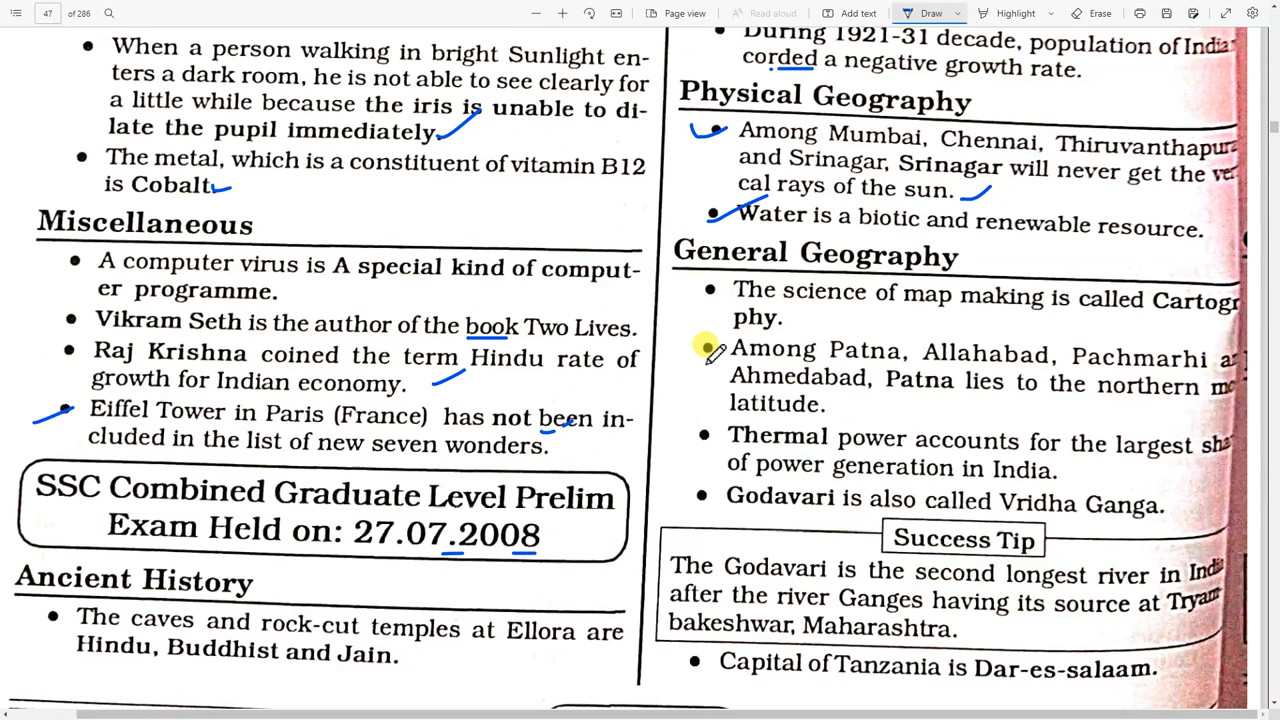 47 of 286
Page view
Read aloud
Add text
Draw
Highlight
Erase
When a person walking in bright Sunlight en-
ters a dark room, he is not able to see clearly for
a little while because the iris is unable to di-
late the pupil immediately.
The metal, which is a constituent of vitamin B12
is Cobalt.
Miscellaneous
A computer virus is A special kind of comput-
er programme.
Vikram Seth is the author of the book Two Lives.
Raj Krishna coined the term Hindu rate of
growth for Indian economy.
Eiffel Tower in Paris (France) has not been in-
cluded in the list of new seven wonders.
SSC Combined Graduate Level Prelim
Exam Held on: 27.07.2008
Ancient History
The caves and rock-cut temples at Ellora are
Hindu, Buddhist and Jain.
During 1921-31 decade, population of India
corded a negative growth rate.
Physical Geography
Among Mumbai, Chennai, Thiruvanthapura
and Srinagar, Srinagar will never get the ver
cal rays of the sun.
Water is a biotic and renewable resource.
General Geography
The science of map making is called Cartogr
phy.
Among Patna, Allahabad, Pachmarhi a
Ahmedabad, Patna lies to the northern mo
latitude.
Thermal power accounts for the largest sha
of power generation in India.
Godavari is also called Vridha Ganga.
Success Tip
The Godavari is the second longest river in India
after the river Ganges having its source at Tryam
bakeshwar, Maharashtra.
Capital of Tanzania is Dar-es-salaam.